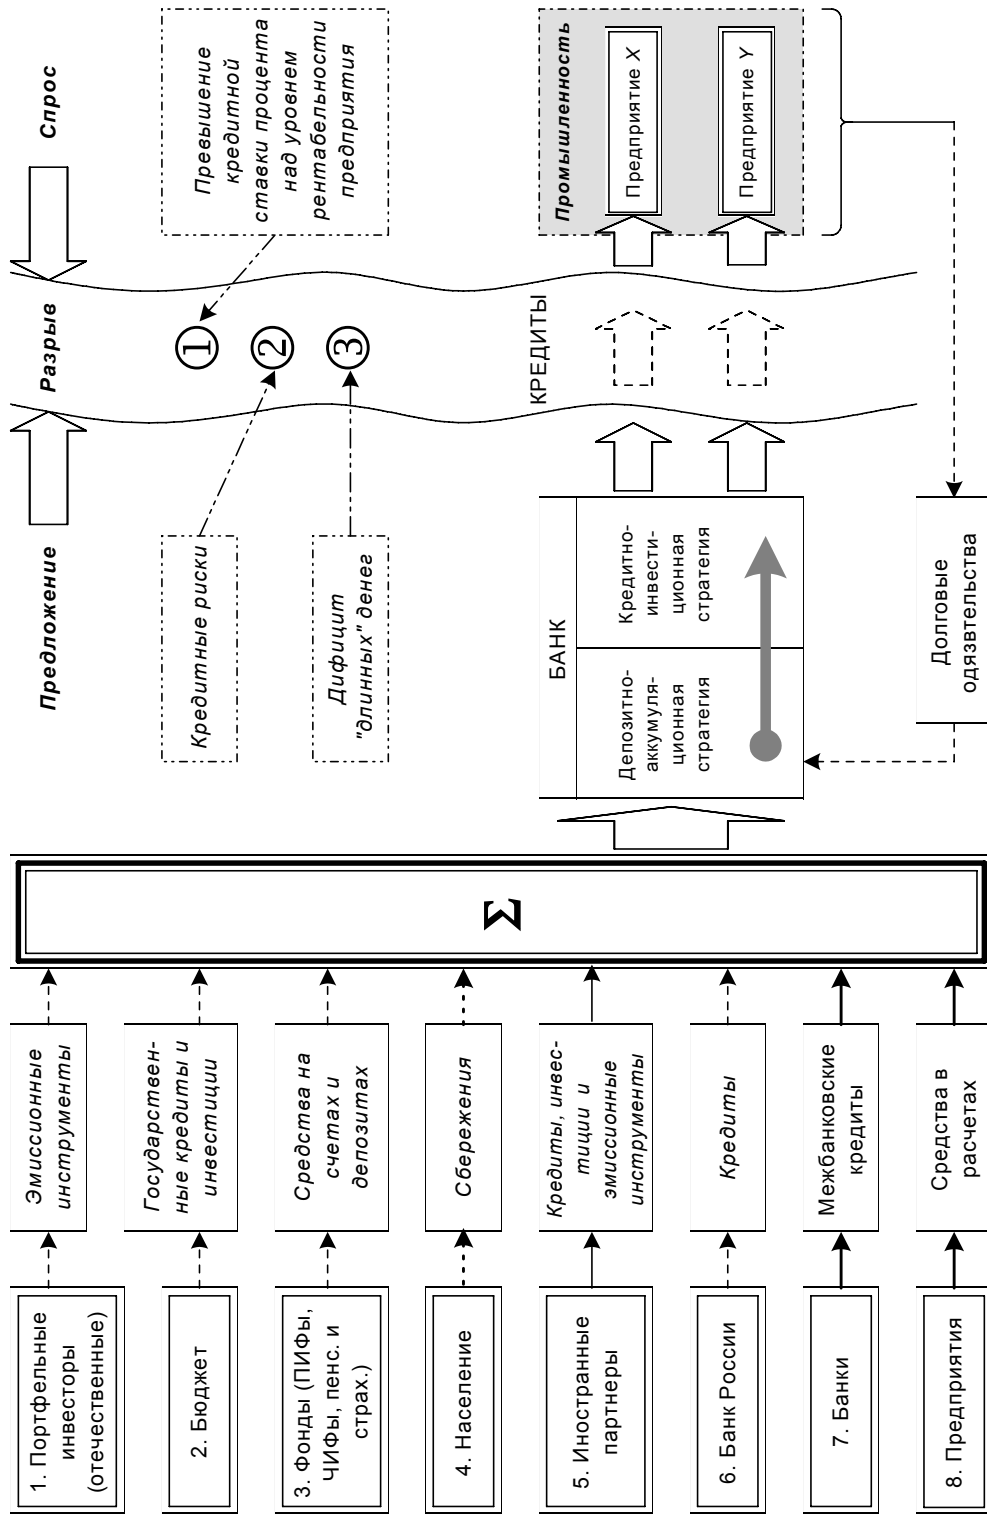 Предложение
Разрыв
Спрос
Кредитные риски
Дифицит
"длинных" денег
1
2
3
Превышение
кредитной
ставки процента
над уровнем
рентабельности
предприятия
1. Портфельные
инвесторы
(отечественные)
Эмиссионные
инструменты
2. Бюджет
Государствен-
ные кредиты и
инвестиции
3. Фонды (ПИФы,
ЧИФы, пенс. и
страх.)
Средства на
счетах и
депозитах
4. Население
Сбережения
5. Иностранные
партнеры
Кредиты, инвес-
тиции и
эмиссионные
инструменты
6. Банк России
Кредиты
7. Банки
Межбанковские
кредиты
8. Предприятия
Средства в
расчетах
Σ
БАНК
Депозитно-
аккумуля-
ционная
стратегия
Кредитно-
инвести-
ционная
стратегия
КРЕДИТЫ
Промышленность
Предприятие X
Предприятие Y
Долговые
одязвтельства